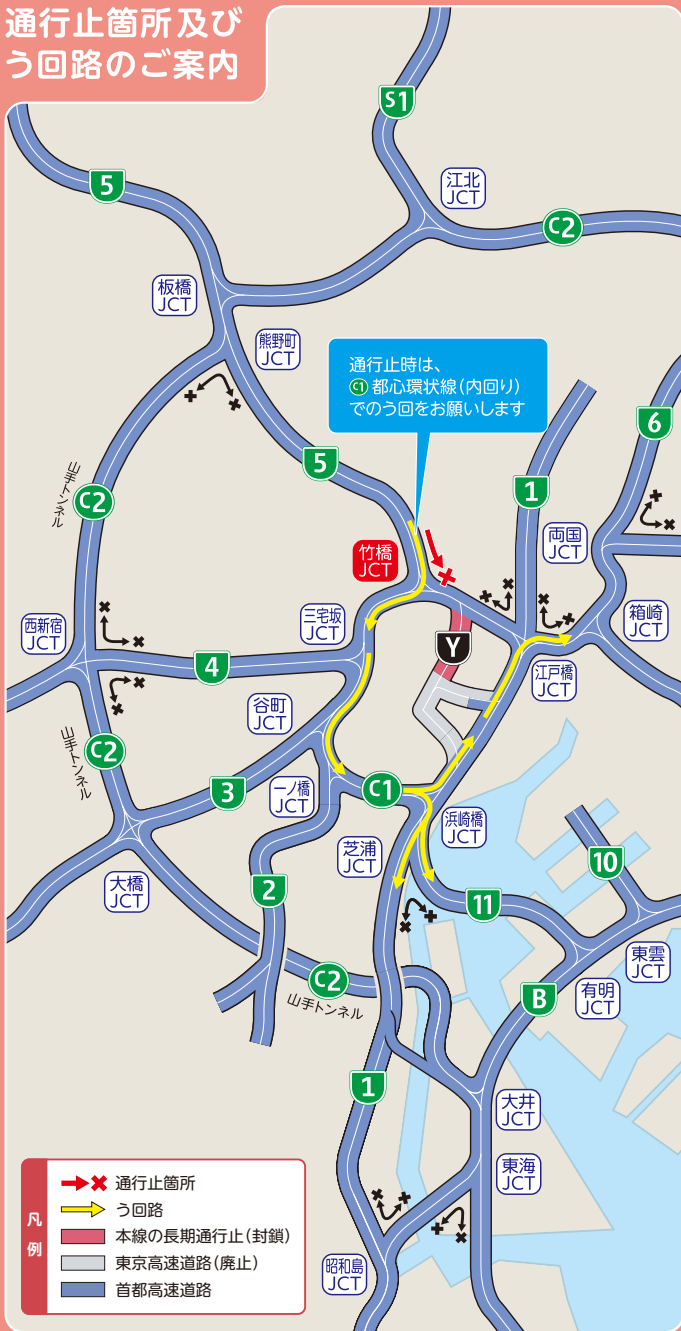 通行止箇所及び
う回路のご案内
S1
5
江北
JCT
C2
板橋
JCT
熊野町
JCT
通行止時は、
C1 都心環状線(内回り)
でのう回をお願いします
6
5
1
山手トンネル
C2
両国
JCT
竹橋
JCT
箱崎
JCT
三宅坂
JCT
西新宿
JCT
Y
4
江戸橋
JCT
谷町
JCT
C2
山手トンネル
3
一ノ橋
JCT
C1
浜崎橋
JCT
芝浦
JCT
10
大橋
JCT
2
11
東雲
JCT
C2
山手トンネル
B
有明
JCT
1
大井
JCT
東海
JCT
昭和島
JCT
凡例
通行止箇所
う回路
本線の長期通行止(封鎖)
東京高速道路(廃止)
首都高速道路